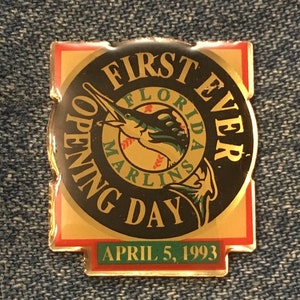 FIRST EVER
OPENING DAY
FLORIDA
MARLINS
APRIL 5, 1993